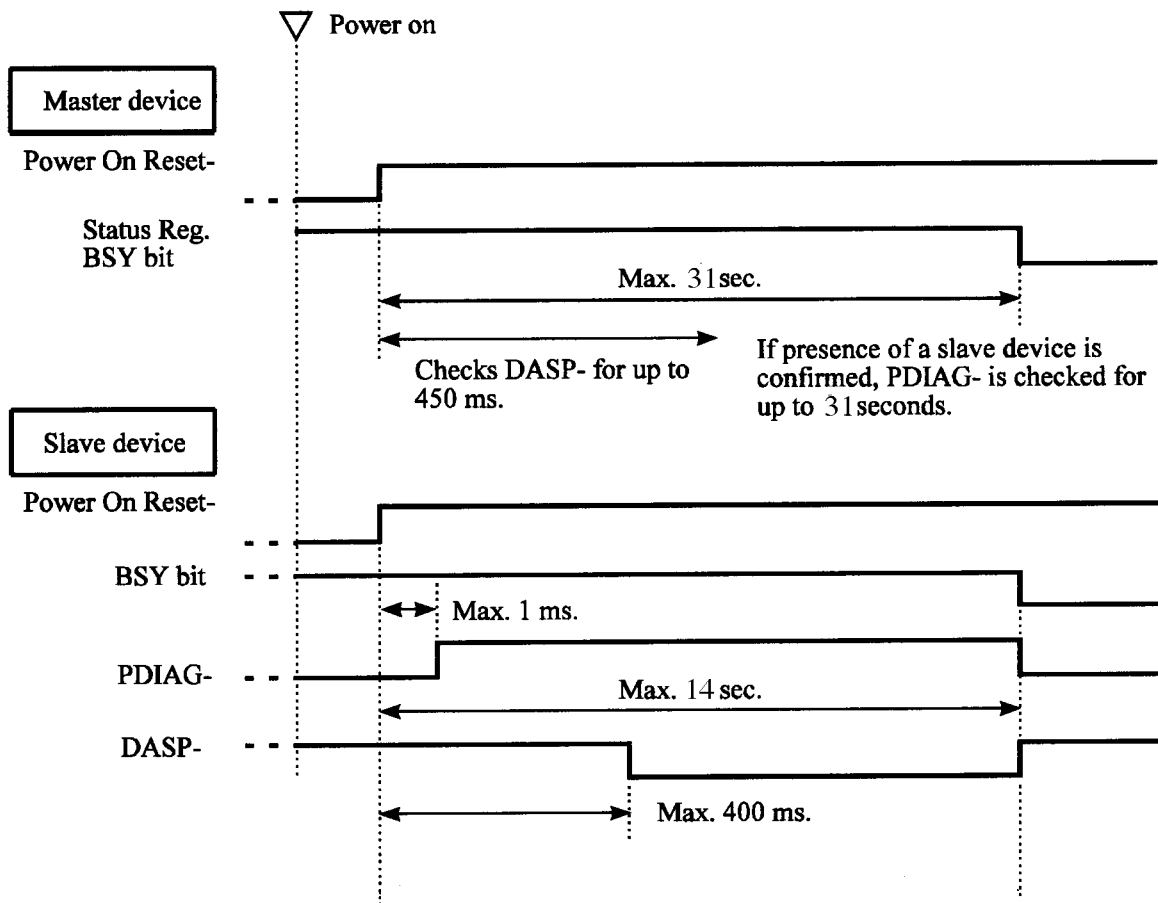 Power on
Master device
Power On Reset-
Status Reg.
BSY bit
Max. 31sec.
Checks DASP- for up to
450 ms.
If presence of a slave device is
confirmed, PDIAG- is checked for
up to 31seconds.
Slave device
Power On Reset-
BSY bit
Max. 1 ms.
PDIAG-
Max. 14 sec.
DASP-
Max. 400 ms.